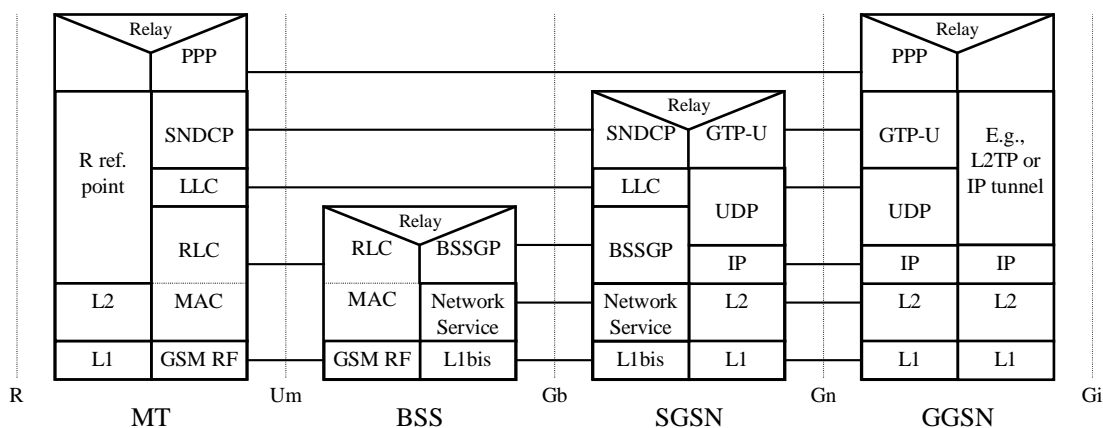 Relay
PPP
R ref.
point
SNDCP
LLC
RLC
L2
MAC
L1
GSM RF
Relay
RLC
BSSGP
MAC
Network
Service
GSM RF
L1bis
Relay
SNDCP
GTP-U
LLC
UDP
BSSGP
IP
Network
Service
L2
L1bis
L1
Relay
PPP
GTP-U
E.g.,
L2TP or
IP tunnel
UDP
IP
IP
L2
L2
L1
L1
R
Um
Gb
Gn
Gi
MT
BSS
SGSN
GGSN